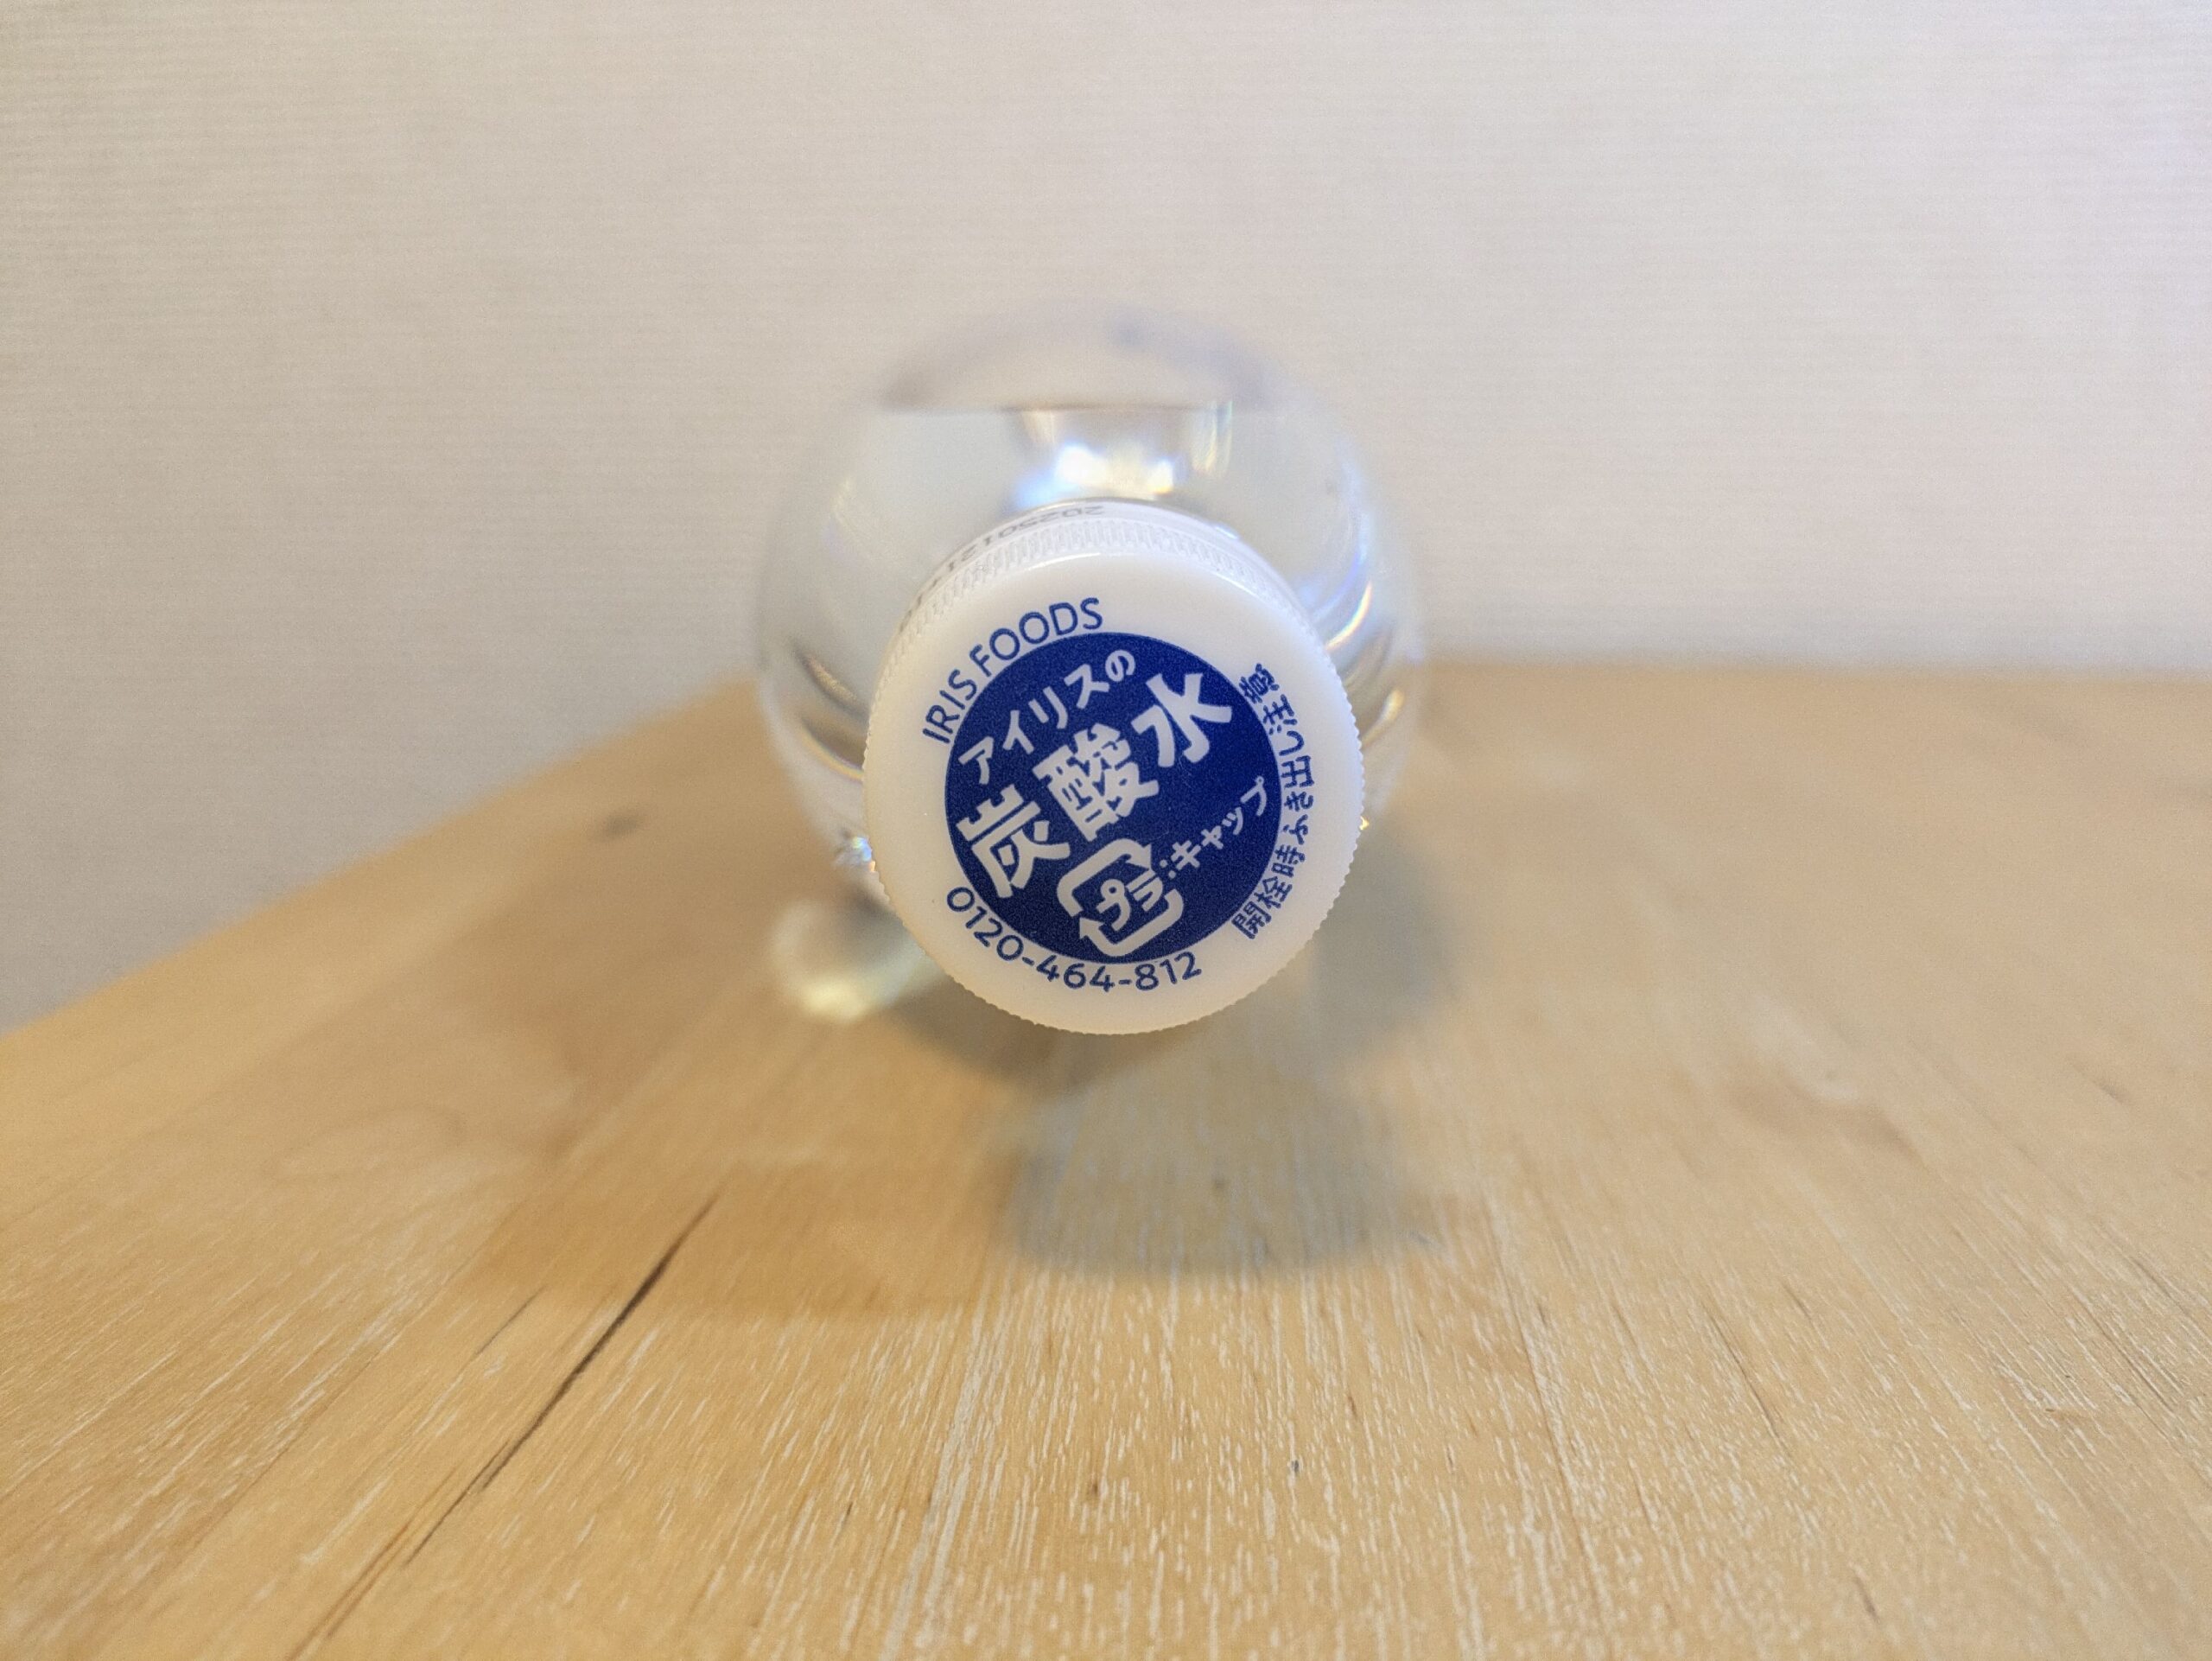 IRIS FOODS
アイリスの
炭酸水
プラ:キャップ
開栓時ふき出し注意
0120-464-812